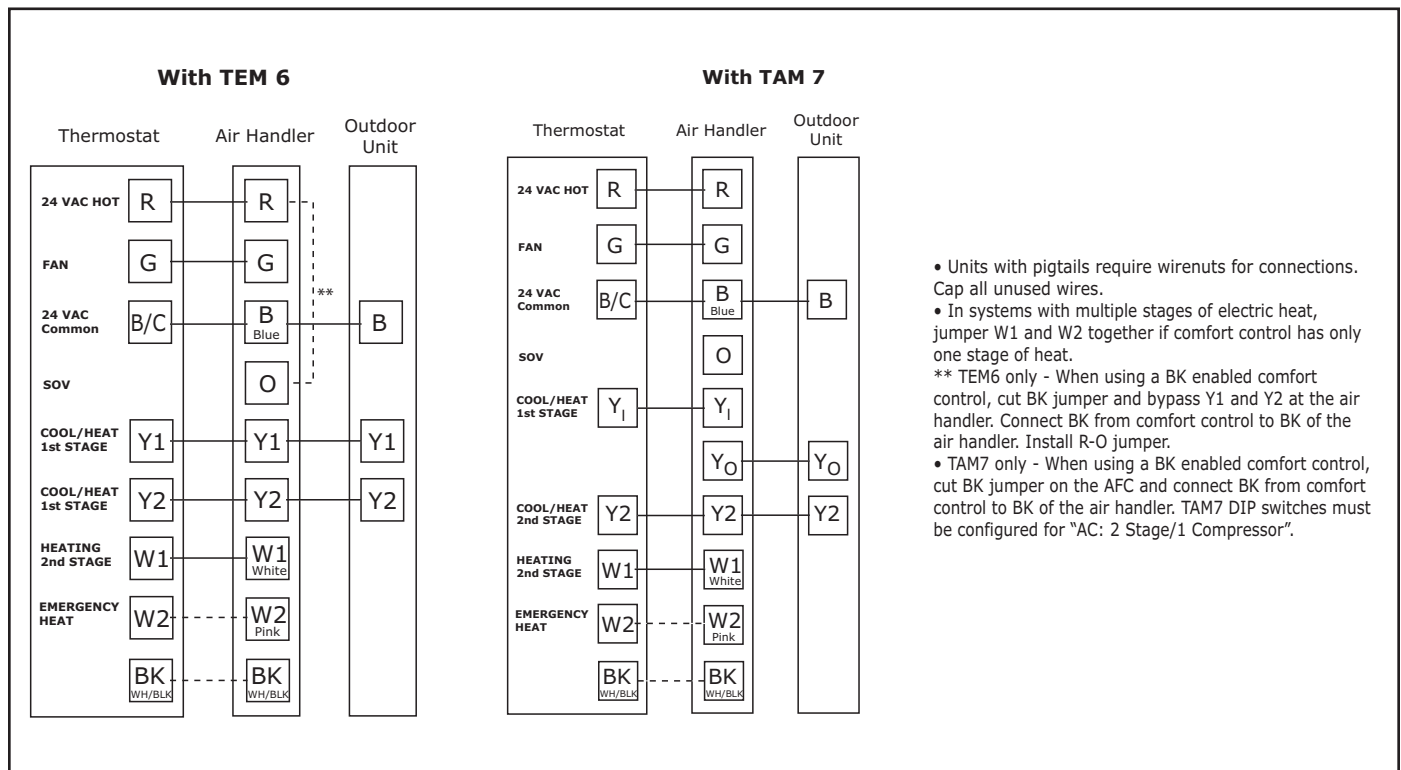 With TEM 6
Thermostat
Air Handler
Outdoor
Unit
24 VAC HOT
R
R
FAN
G
G
**
24 VAC
Common
B/C
B
Blue
B
SOV
O
COOL/HEAT
1st STAGE
Y1
Y1
Y1
COOL/HEAT
1st STAGE
Y2
Y2
Y2
HEATING
2nd STAGE
W1
W1
White
EMERGENCY
HEAT
W2
W2
Pink
BK
WH/BLK
BK
WH/BLK
With TAM 7
Thermostat
Air Handler
Outdoor
Unit
24 VAC HOT
R
R
FAN
G
G
24 VAC
Common
B/C
B
Blue
B
SOV
O
COOL/HEAT
1st STAGE
YI
YI
YO
YO
COOL/HEAT
2nd STAGE
Y2
Y2
Y2
HEATING
2nd STAGE
W1
W1
White
EMERGENCY
HEAT
W2
W2
Pink
BK
WH/BLK
BK
WH/BLK
• Units with pigtails require wirenuts for connections.
Cap all unused wires.
• In systems with multiple stages of electric heat,
jumper W1 and W2 together if comfort control has only
one stage of heat.
** TEM6 only - When using a BK enabled comfort
control, cut BK jumper and bypass Y1 and Y2 at the air
handler. Connect BK from comfort control to BK of the
air handler. Install R-O jumper.
• TAM7 only - When using a BK enabled comfort control,
cut BK jumper on the AFC and connect BK from comfort
control to BK of the air handler. TAM7 DIP switches must
be configured for “AC: 2 Stage/1 Compressor”.